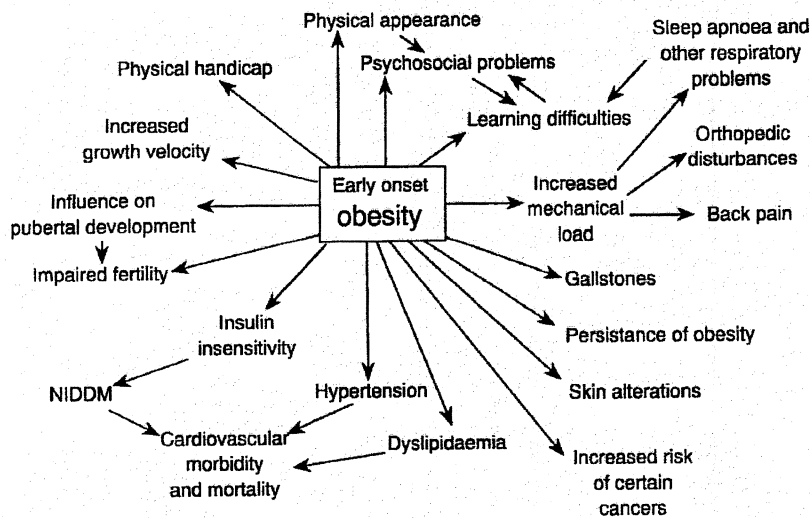 Physical appearance
Psychosocial problems
Sleep apnoea and
other respiratory
problems
Physical handicap
Learning difficulties
Increased
growth velocity
Orthopedic
disturbances
Early onset
obesity
Increased
mechanical
load
Influence on
pubertal development
Back pain
Impaired fertility
Gallstones
Insulin
insensitivity
Persistance of obesity
NIDDM
Hypertension
Skin alterations
Cardiovascular
morbidity
and mortality
Dyslipidaemia
Increased risk
of certain
cancers